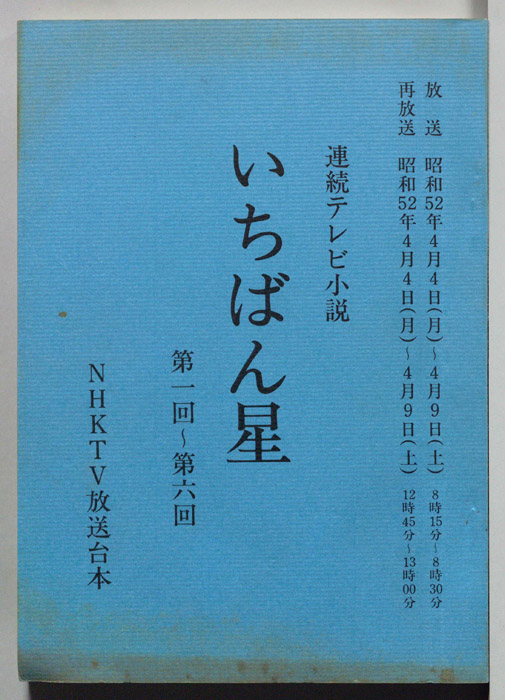 放送　昭和52年4月4日(月)～4月9日(土)　8時15分～8時30分
再放送　昭和52年4月4日(月)～4月9日(土)　12時45分～13時00分
連続テレビ小説
いちばん星
第一回～第六回
NHKTV放送台本